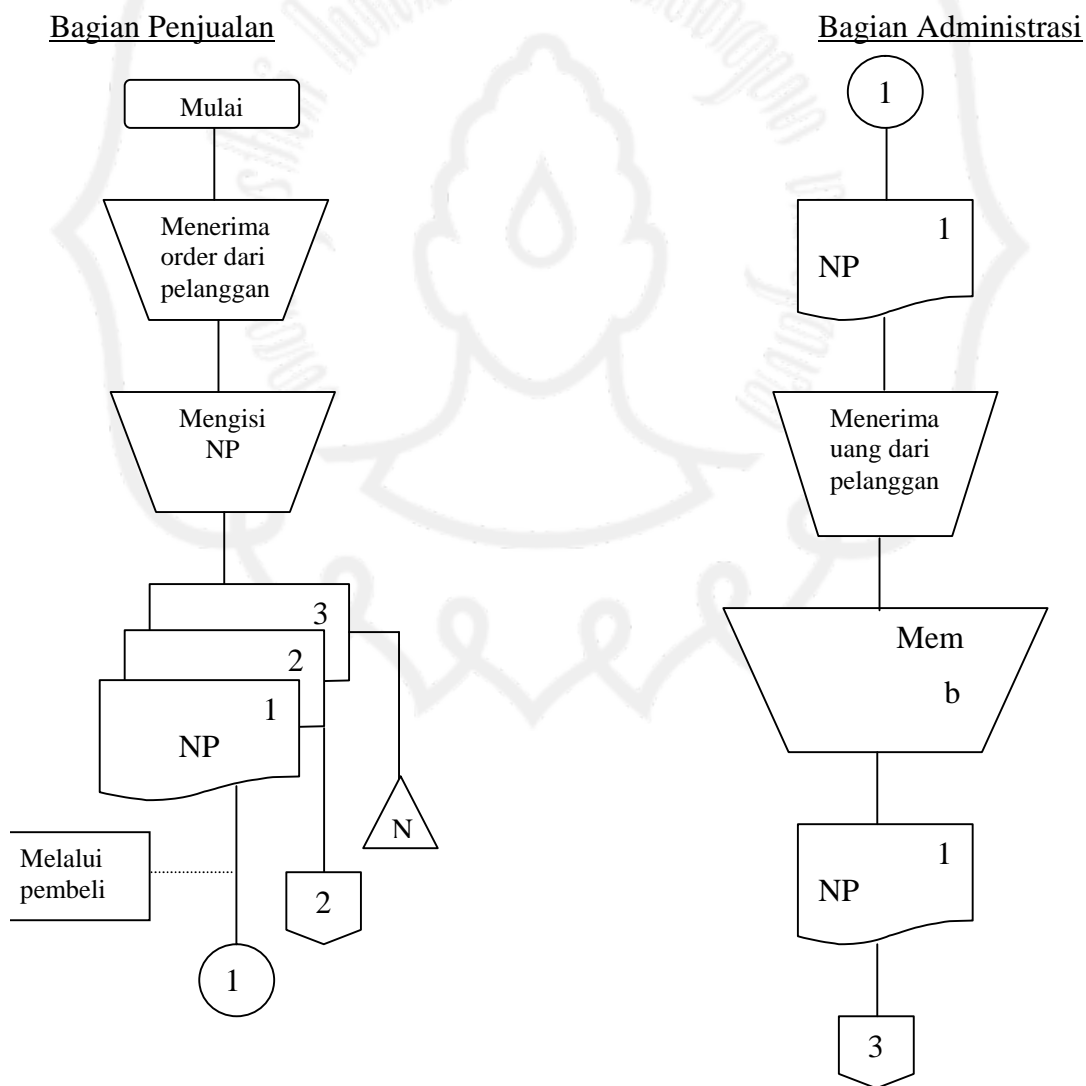 Bagian Penjualan
Mulai
Menerima
order dari
pelanggan
Mengisi
NP
3
2
1
NP
N
Melalui
pembeli
2
1
Bagian Administrasi
1
1
NP
Menerima
uang dari
pelanggan
Mem
b
1
NP
3